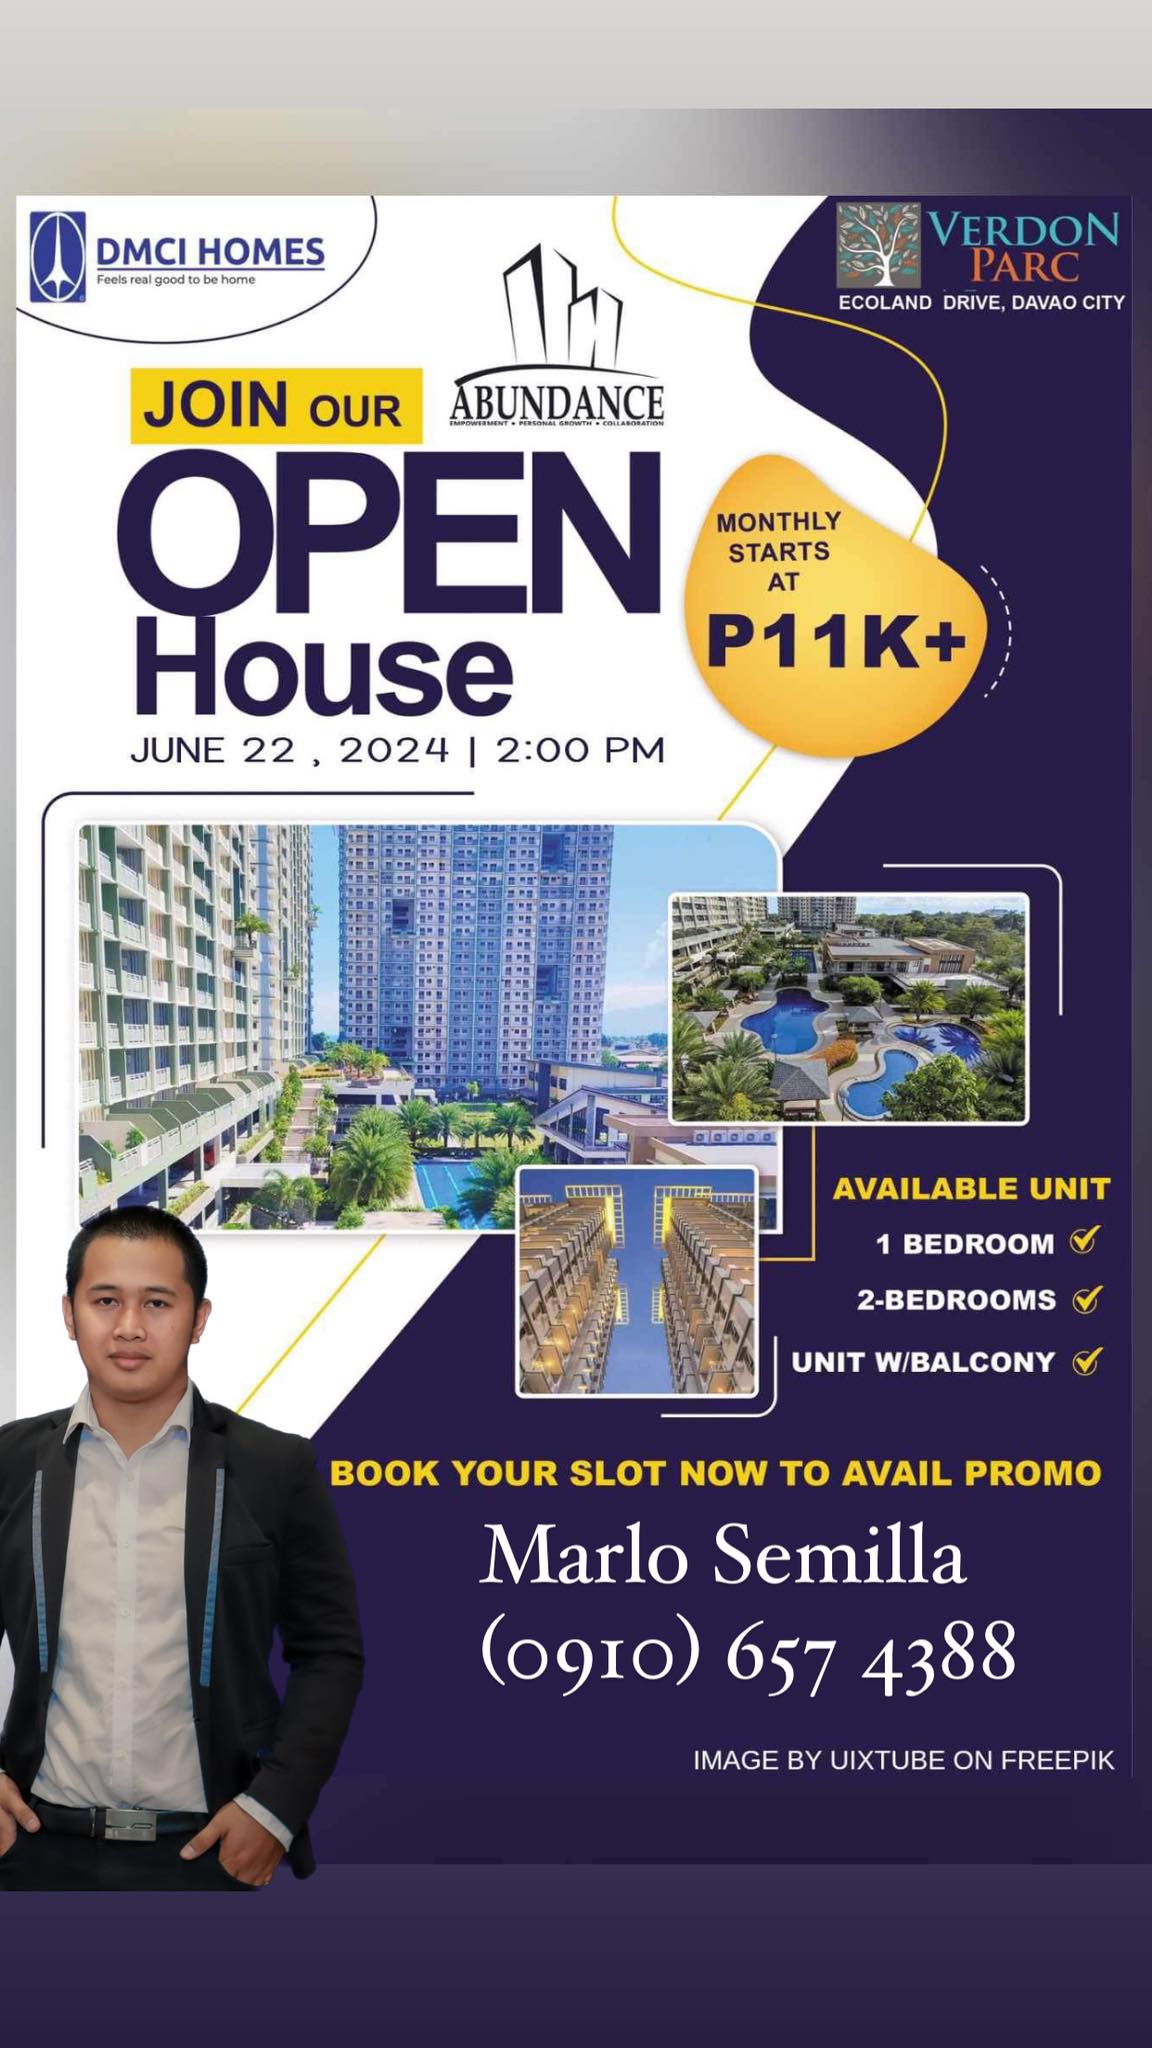 DMCI HOMES
Feels real good to be home
VERDON
PARC
ECOLAND DRIVE, DAVAO CITY
ABUNDANCE
EMPOWERMENT • PERSONAL GROWTH • COLLABORATION
JOIN OUR
OPEN
House
JUNE 22 , 2024 | 2:00 PM
MONTHLY
STARTS
AT
P11K+
AVAILABLE UNIT
1 BEDROOM
2-BEDROOMS
UNIT W/BALCONY
BOOK YOUR SLOT NOW TO AVAIL PROMO
Marlo Semilla
(0910) 657 4388
IMAGE BY UIXTUBE ON FREEPIK